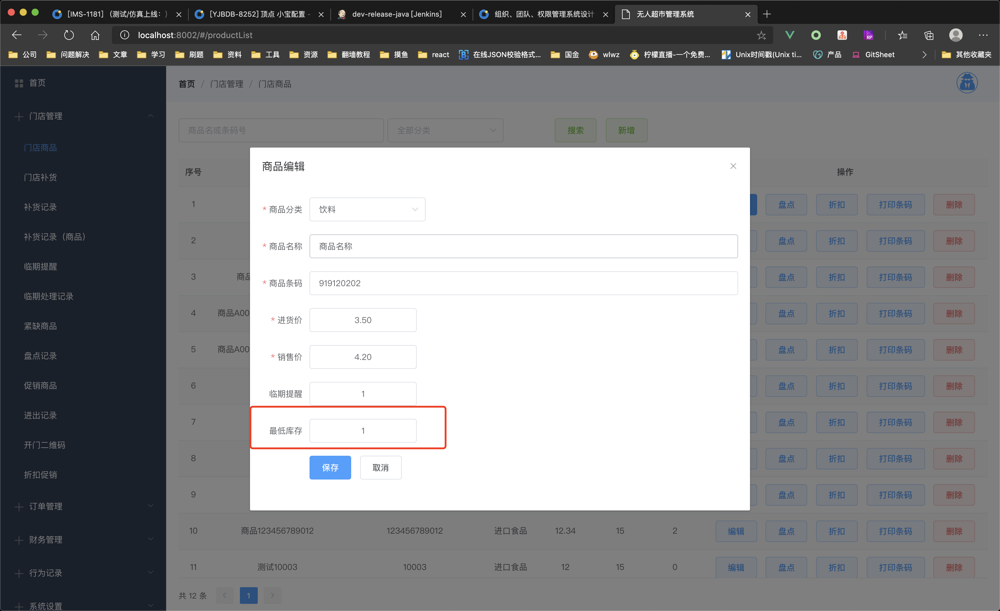 [IMS-1181]（测试/仿真上线：）
[YJBDB-8252] 顶点 小宝配置 -
dev-release-java [Jenkins]
组织、团队、权限管理系统设计
无人超市管理系统
localhost:8002/#/productList
公司 问题解决 文章 学习 刷题 资料 工具 资源 翻墙教程 摸鱼 react 在线JSON校验格式... 国金 wlwz 柠檬直播-一个免费... Unix时间戳(Unix ti... 产品 GitSheet 其他收藏夹
首页
门店管理
门店商品
门店补货
补货记录
补货记录（商品）
临期提醒
临期处理记录
紧缺商品
盘点记录
促销商品
进出记录
开门二维码
折扣促销
订单管理
财务管理
行为记录
系统设置
首页 / 门店管理 / 门店商品
商品名或条码号 全部分类 搜索 新增
序号 操作
1 盘点 折扣 打印条码 删除
2 盘点 折扣 打印条码 删除
3 商品 盘点 折扣 打印条码 删除
4 商品A00 盘点 折扣 打印条码 删除
5 商品A00 盘点 折扣 打印条码 删除
6 盘点 折扣 打印条码 删除
7 盘点 折扣 打印条码 删除
8 盘点 折扣 打印条码 删除
9 盘点 折扣 打印条码 删除
10 商品123456789012 123456789012 进口食品 12.34 15 2 编辑 盘点 折扣 打印条码 删除
11 测试10003 10003 进口食品 12 15 0 编辑 盘点 折扣 打印条码 删除
共 12 条 1
商品编辑
* 商品分类 饮料
* 商品名称 商品名称
* 商品条码 919120202
* 进货价 3.50
* 销售价 4.20
临期提醒 1
最低库存 1
保存 取消